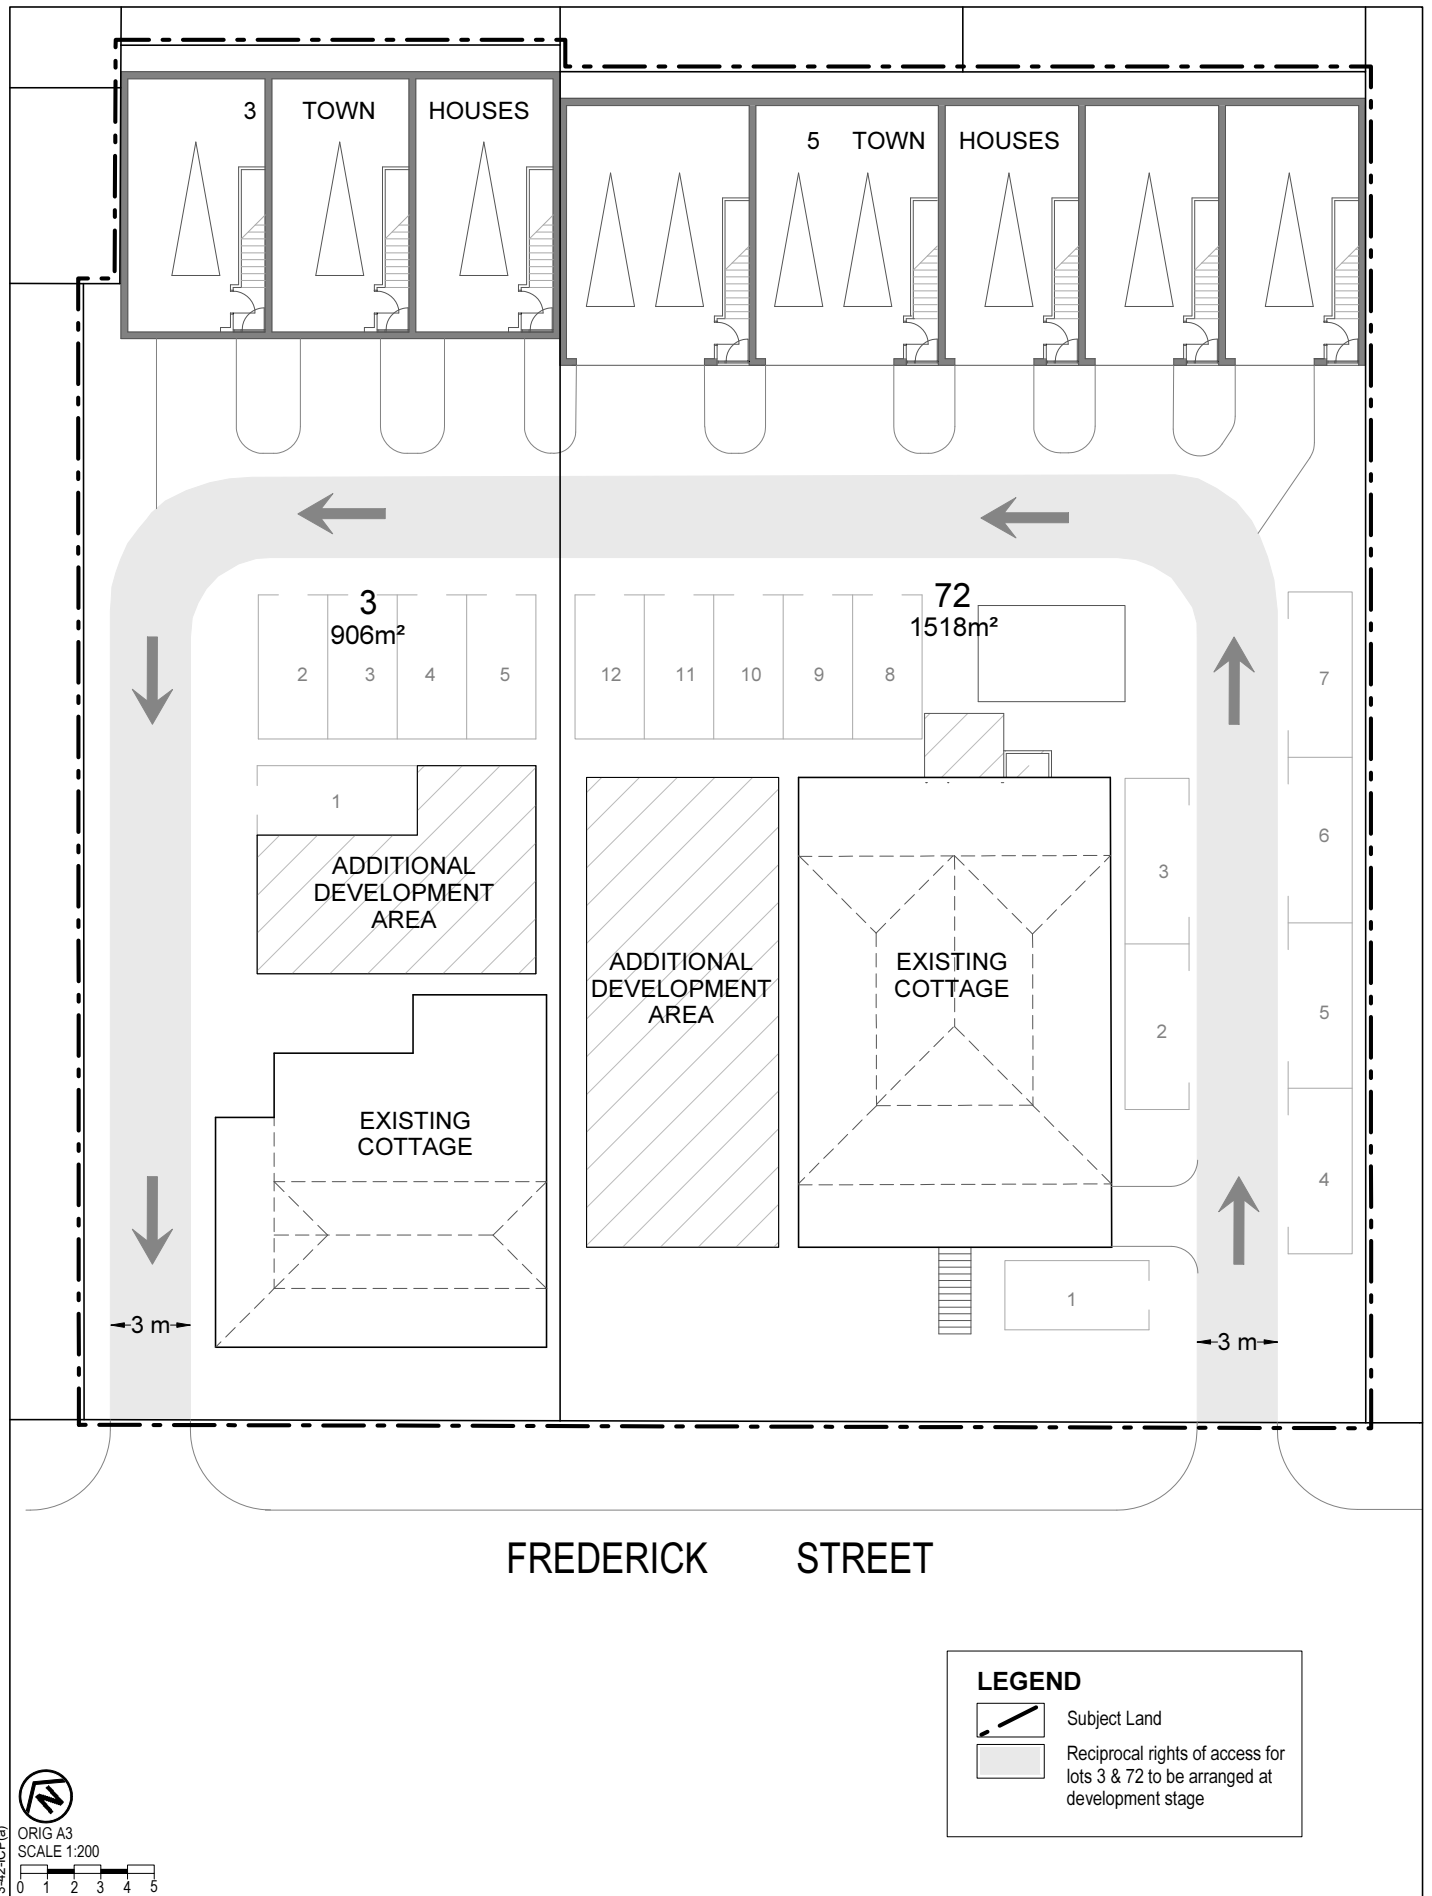 3 TOWN HOUSES
5 TOWN HOUSES
3
906m²
72
1518m²
2 3 4 5
12 11 10 9 8
7
1
6
3
ADDITIONAL
DEVELOPMENT
AREA
ADDITIONAL
DEVELOPMENT
AREA
EXISTING
COTTAGE
5
2
EXISTING
COTTAGE
4
1
3 m
3 m
FREDERICK STREET
LEGEND
Subject Land
Reciprocal rights of access for
lots 3 & 72 to be arranged at
development stage
N
ORIG A3
SCALE 1:200
0 1 2 3 4 5